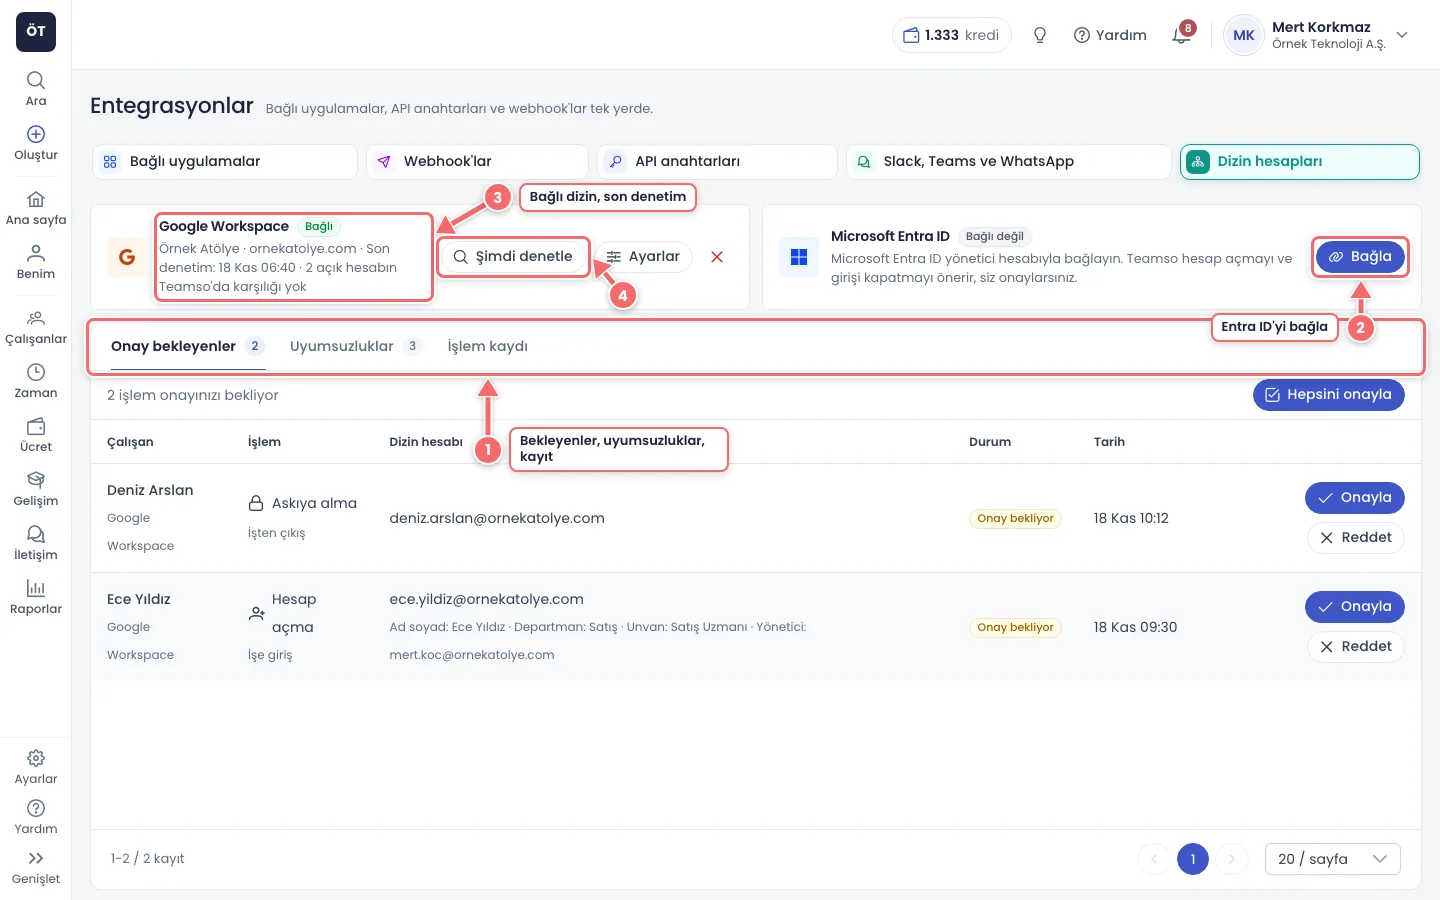 ÖT
Ara
Oluştur
Ana sayfa
Benim
Çalışanlar
Zaman
Ücret
Gelişim
İletişim
Raporlar
Ayarlar
Yardım
Genişlet
1.333 kredi
Yardım
8
MK
Mert Korkmaz
Örnek Teknoloji A.Ş.
Entegrasyonlar
Bağlı uygulamalar, API anahtarları ve webhook'lar tek yerde.
Bağlı uygulamalar
Webhook'lar
API anahtarları
Slack, Teams ve WhatsApp
Dizin hesapları
3
Bağlı dizin, son denetim
G
Google Workspace
Bağlı
Örnek Atölye · ornekatolye.com · Son
denetim: 18 Kas 06:40 · 2 açık hesabın
Teamso'da karşılığı yok
Şimdi denetle
Ayarlar
4
Microsoft Entra ID
Bağlı değil
Microsoft Entra ID yönetici hesabıyla bağlayın. Teamso hesap açmayı ve
girişi kapatmayı önerir, siz onaylarsınız.
Bağla
Entra ID'yi bağla
2
Onay bekleyenler 2
Uyumsuzluklar 3
İşlem kaydı
2 işlem onayınızı bekliyor
Hepsini onayla
1
Bekleyenler, uyumsuzluklar,
kayıt
Çalışan
İşlem
Dizin hesabı
Durum
Tarih
Deniz Arslan
Google
Workspace
Askıya alma
İşten çıkış
deniz.arslan@ornekatolye.com
Onay bekliyor
18 Kas 10:12
Onayla
Reddet
Ece Yıldız
Google
Workspace
Hesap
açma
İşe giriş
ece.yildiz@ornekatolye.com
Ad soyad: Ece Yıldız · Departman: Satış · Unvan: Satış Uzmanı · Yönetici:
mert.koc@ornekatolye.com
Onay bekliyor
18 Kas 09:30
Onayla
Reddet
1-2 / 2 kayıt
1
20 / sayfa